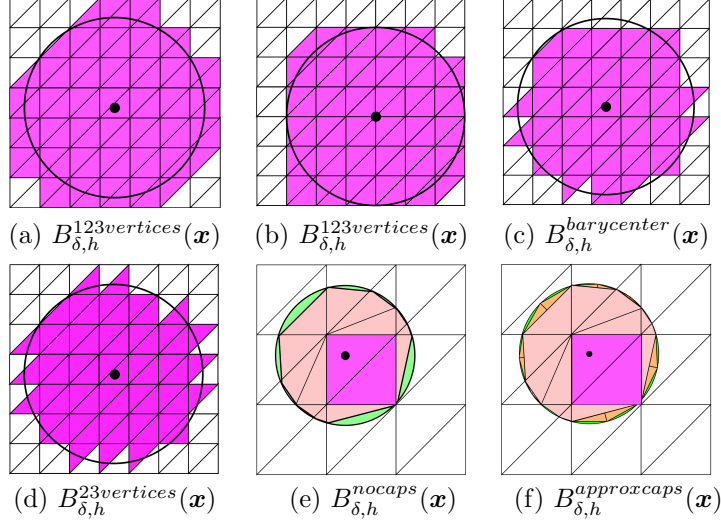 (a) $B_{\delta,h}^{123vertices}(\boldsymbol{x})$ (b) $B_{\delta,h}^{123vertices}(\boldsymbol{x})$ (c) $B_{\delta,h}^{barycenter}(\boldsymbol{x})$
(d) $B_{\delta,h}^{23vertices}(\boldsymbol{x})$ (e) $B_{\delta,h}^{nocaps}(\boldsymbol{x})$ (f) $B_{\delta,h}^{approxcaps}(\boldsymbol{x})$